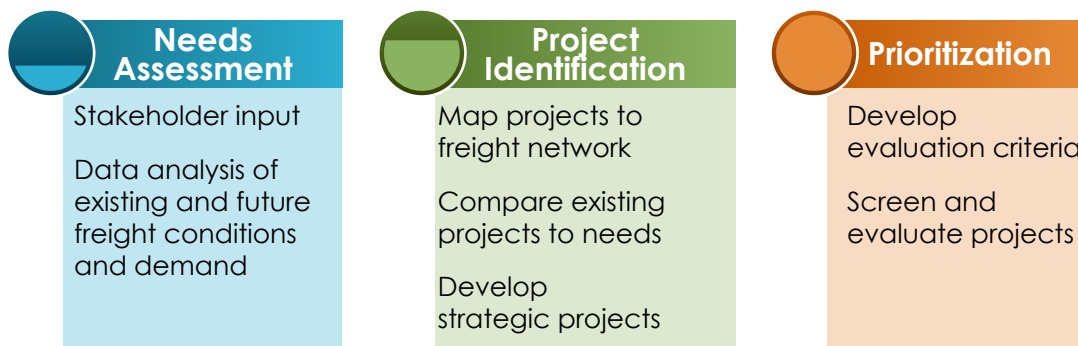 Needs
Assessment
Stakeholder input
Data analysis of
existing and future
freight conditions
and demand
Project
Identification
Map projects to
freight network
Compare existing
projects to needs
Develop
strategic projects
Prioritization
Develop
evaluation criteria
Screen and
evaluate projects